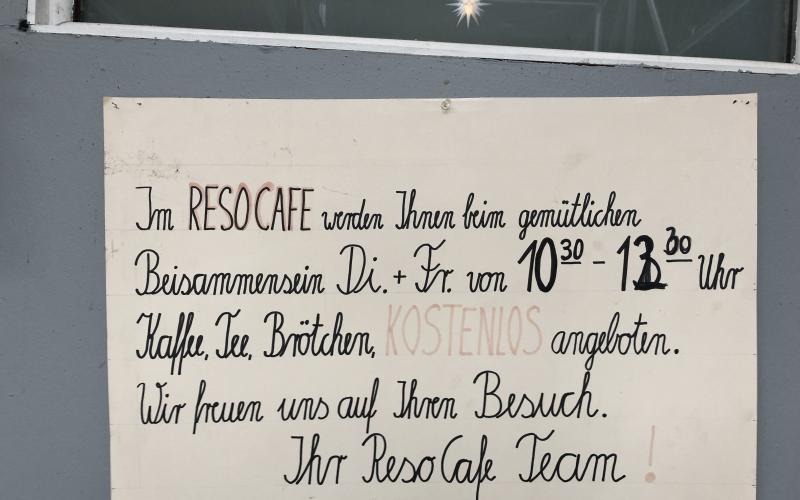 Im RESOCAFE werden Ihnen beim gemütlichen
Beisammensein Di. + Fr. von 10³⁰ - Uhr
Kaffee, Tee, Brötchen, KOSTENLOS angeboten.
Wir freuen uns auf Ihren Besuch.
Ihr ResoCafe Team !